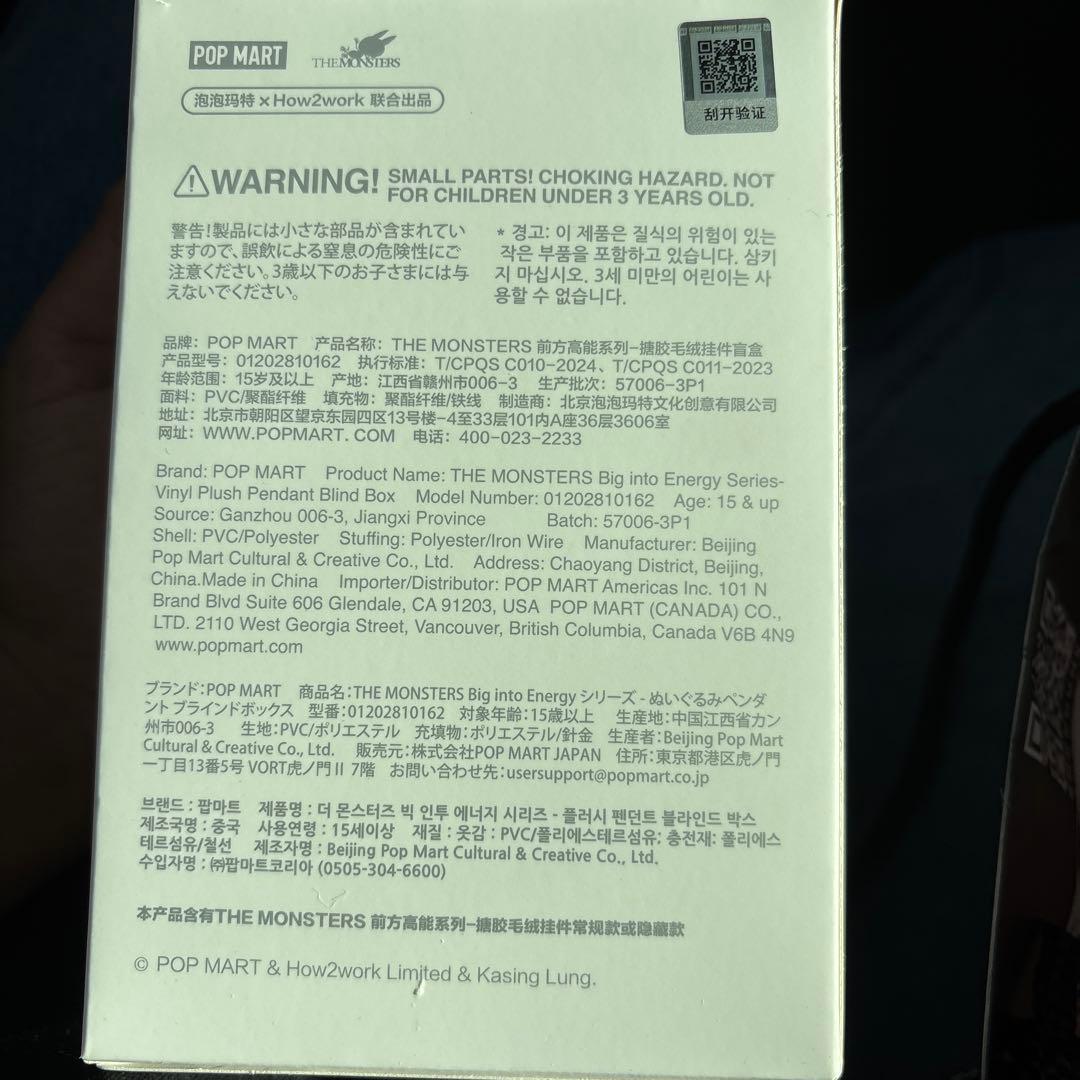 POP MART THE MONSTERS
泡泡玛特×How2work 联合出品
刮开验证
WARNING! SMALL PARTS! CHOKING HAZARD. NOT
FOR CHILDREN UNDER 3 YEARS OLD.
警告!製品には小さな部品が含まれてい
ますので、誤飲による窒息の危険性にご
注意ください。3歳以下のお子さまには与
えないでください。
* 경고: 이 제품은 질식의 위험이 있는
작은 부품을 포함하고 있습니다. 삼키
지 마십시오. 3세 미만의 어린이는 사
용할 수 없습니다.
品牌: POP MART 产品名称: THE MONSTERS 前方高能系列-搪胶毛绒挂件盲盒
产品型号: 01202810162 执行标准: T/CPQS C010-2024、T/CPQS C011-2023
年龄范围: 15岁及以上 产地: 江西省赣州市006-3 生产批次: 57006-3P1
面料: PVC/聚酯纤维 填充物: 聚酯纤维/铁线 制造商: 北京泡泡玛特文化创意有限公司
地址: 北京市朝阳区望京东园四区13号楼-4至33层101内A座36层3606室
网址: WWW.POPMART.COM 电话: 400-023-2233
Brand: POP MART Product Name: THE MONSTERS Big into Energy Series-
Vinyl Plush Pendant Blind Box Model Number: 01202810162 Age: 15 & up
Source: Ganzhou 006-3, Jiangxi Province Batch: 57006-3P1
Shell: PVC/Polyester Stuffing: Polyester/Iron Wire Manufacturer: Beijing
Pop Mart Cultural & Creative Co., Ltd. Address: Chaoyang District, Beijing,
China.Made in China Importer/Distributor: POP MART Americas Inc. 101 N
Brand Blvd Suite 606 Glendale, CA 91203, USA POP MART (CANADA) CO.,
LTD. 2110 West Georgia Street, Vancouver, British Columbia, Canada V6B 4N9
www.popmart.com
ブランド:POP MART 商品名:THE MONSTERS Big into Energy シリーズ - ぬいぐるみペンダ
ント ブラインドボックス 型番:01202810162 対象年齢:15歳以上 生産地:中国江西省カン
州市006-3 生地:PVC/ポリエステル 充填物:ポリエステル/針金 生産者:Beijing Pop Mart
Cultural & Creative Co., Ltd. 販売元:株式会社POP MART JAPAN 住所:東京都港区虎ノ門
一丁目13番5号 VORT虎ノ門Ⅱ 7階 お問い合わせ先:usersupport@popmart.co.jp
브랜드 : 팝마트 제품명 : 더 몬스터즈 빅 인투 에너지 시리즈 - 플러시 펜던트 블라인드 박스
제조국명 : 중국 사용연령 : 15세이상 재질 : 옷감 : PVC/폴리에스테르섬유; 충전재: 폴리에스
테르섬유/철선 제조자명 : Beijing Pop Mart Cultural & Creative Co., Ltd.
수입자명 : ㈜팝마트코리아 (0505-304-6600)
本产品含有THE MONSTERS 前方高能系列-搪胶毛绒挂件常规款或隐藏款
© POP MART & How2work Limited & Kasing Lung.